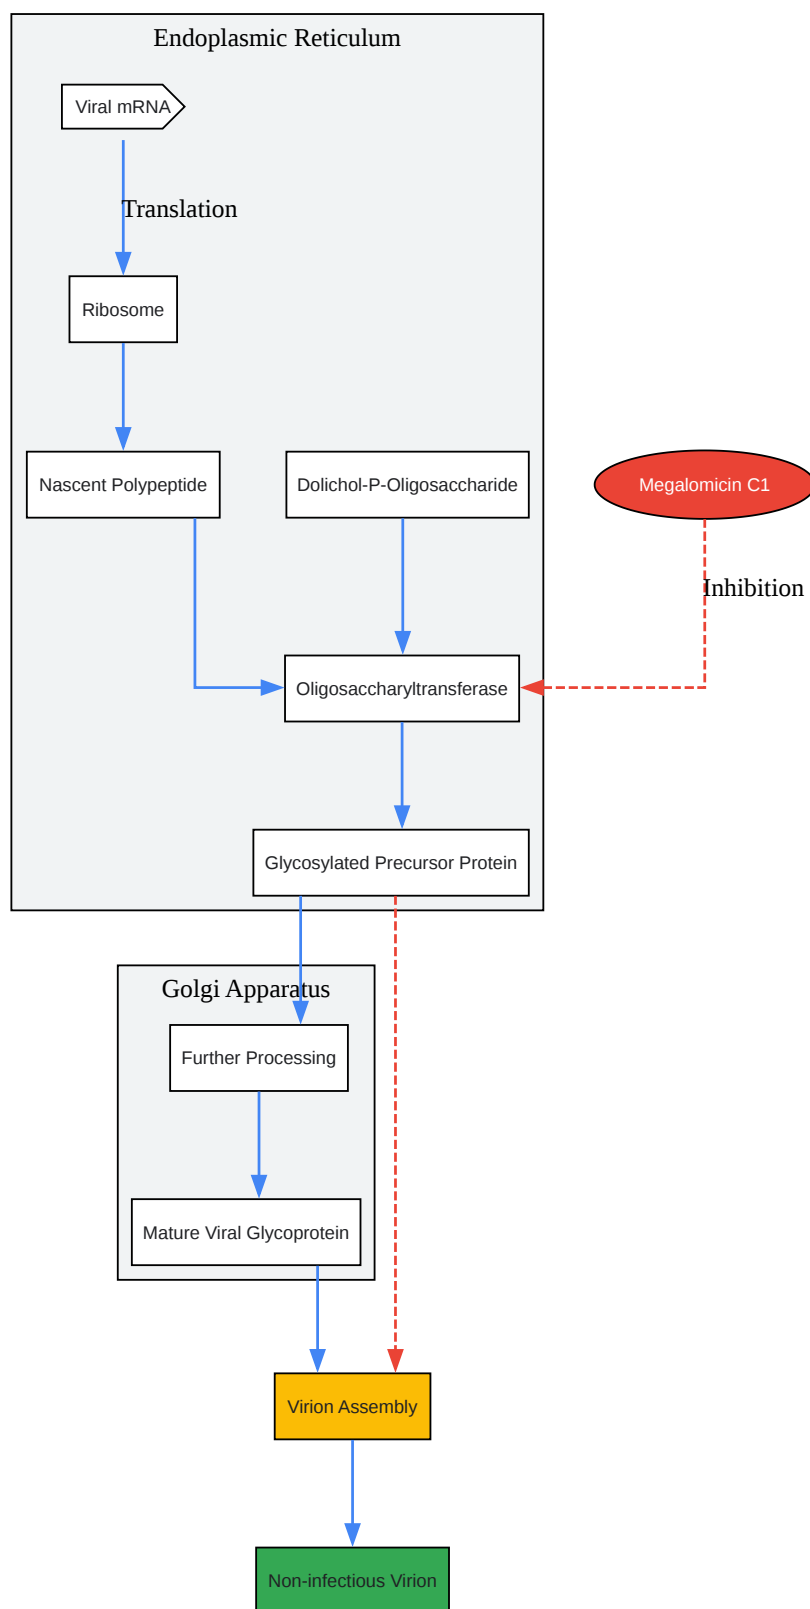 Endoplasmic Reticulum
Viral mRNA
Translation
Ribosome
Nascent Polypeptide
Dolichol-P-Oligosaccharide
Megalomicin C1
Inhibition
Oligosaccharyltransferase
Glycosylated Precursor Protein
Golgi Apparatus
Further Processing
Mature Viral Glycoprotein
Virion Assembly
Non-infectious Virion